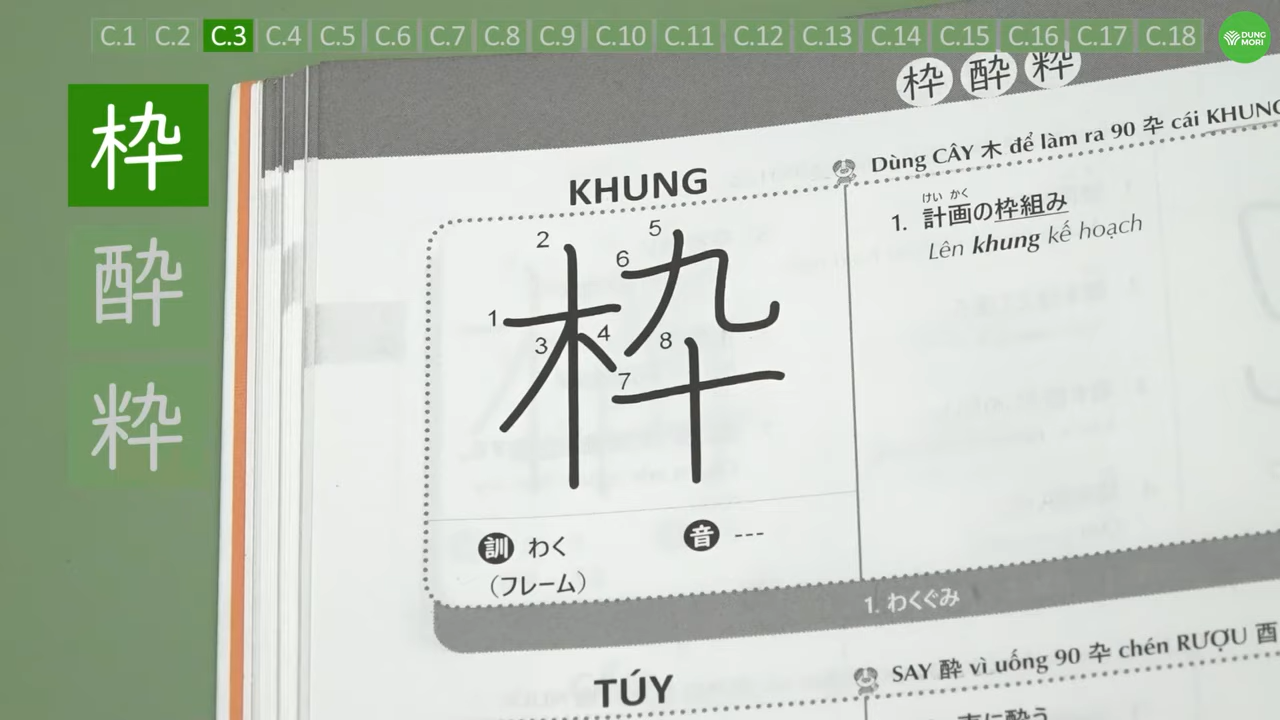 C.1 C.2 C.3 C.4 C.5 C.6 C.7 C.8 C.9 C.10 C.11 C.12 C.13 C.14 C.15 C.16 C.17 C.18
DUNG
MORI
枠
酔
粋
枠 酔 粋
KHUNG
1 2 3 4 5 6 7 8
枠
訓 わく
(フレーム)
音 ---
Dùng CÂY 木 để làm ra 90 卆 cái KHUNG
けい かく
1. 計画の枠組み
Lên khung kế hoạch
1. わくぐみ
TÚY
SAY 酔 vì uống 90 卆 chén RƯỢU 酉
に酔う